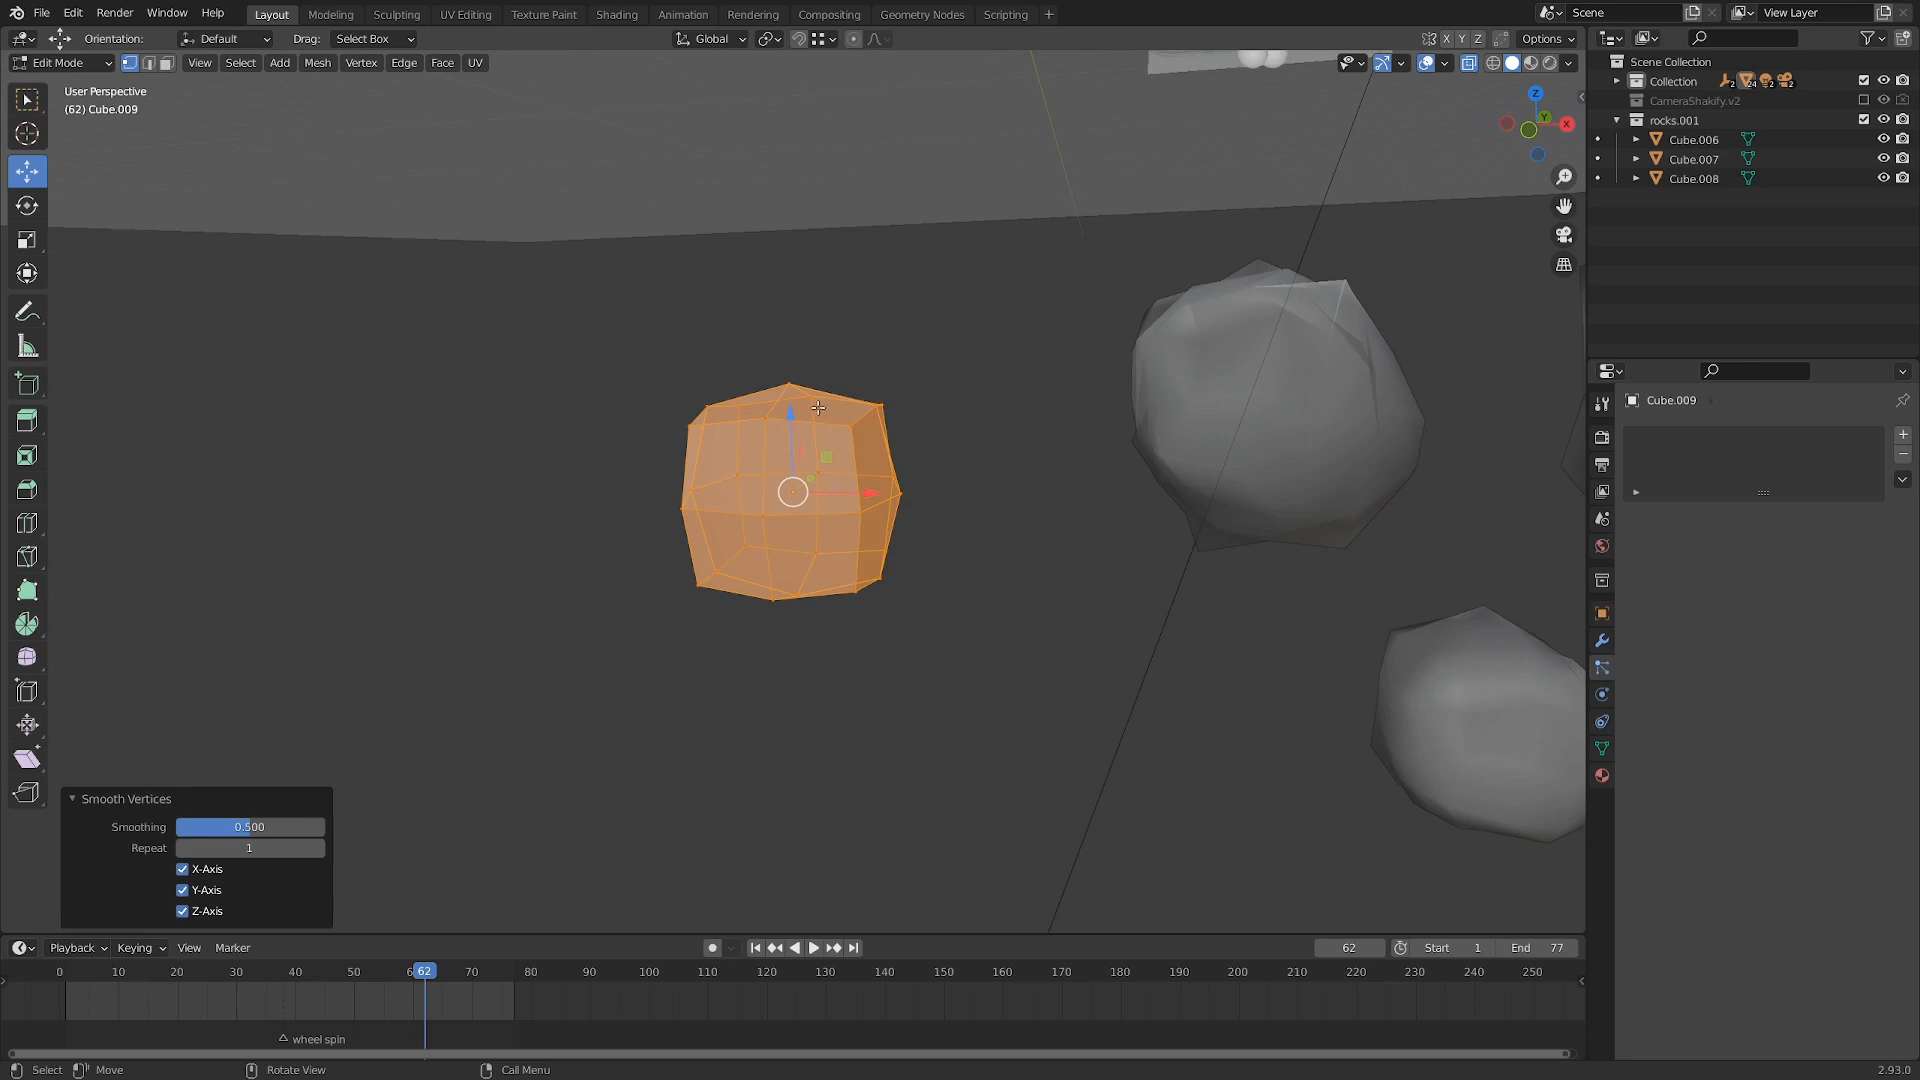 File Edit Render Window Help Layout Modeling Sculpting UV Editing Texture Paint Shading Animation Rendering Compositing Geometry Nodes Scripting + Scene View Layer
Orientation: Default Drag: Select Box Global X Y Z Options
Edit Mode View Select Add Mesh Vertex Edge Face UV
User Perspective
(62) Cube.009
Z
Y
X
Scene Collection
Collection 2 24 2 2
CameraShakify.v2
rocks.001
Cube.006
Cube.007
Cube.008
Cube.009
Smooth Vertices
Smoothing 0.500
Repeat 1
X-Axis
Y-Axis
Z-Axis
Playback Keying View Marker 62 Start 1 End 77
0 10 20 30 40 50 6 62 70 80 90 100 110 120 130 140 150 160 170 180 190 200 210 220 230 240 250
wheel spin
Select Move Rotate View Call Menu 2.93.0